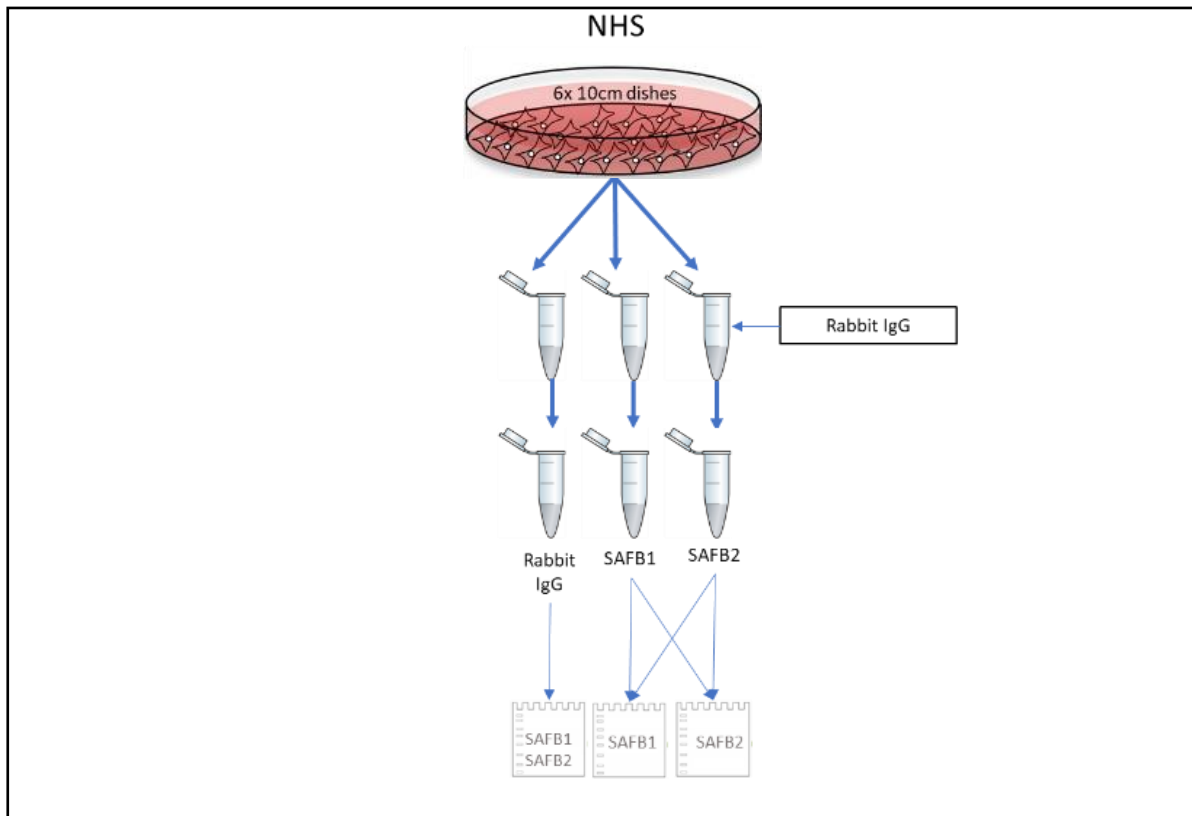 NHS
6x 10cm dishes
Rabbit IgG
Rabbit
IgG
SAFB1
SAFB2
SAFB1
SAFB2
SAFB1
SAFB2